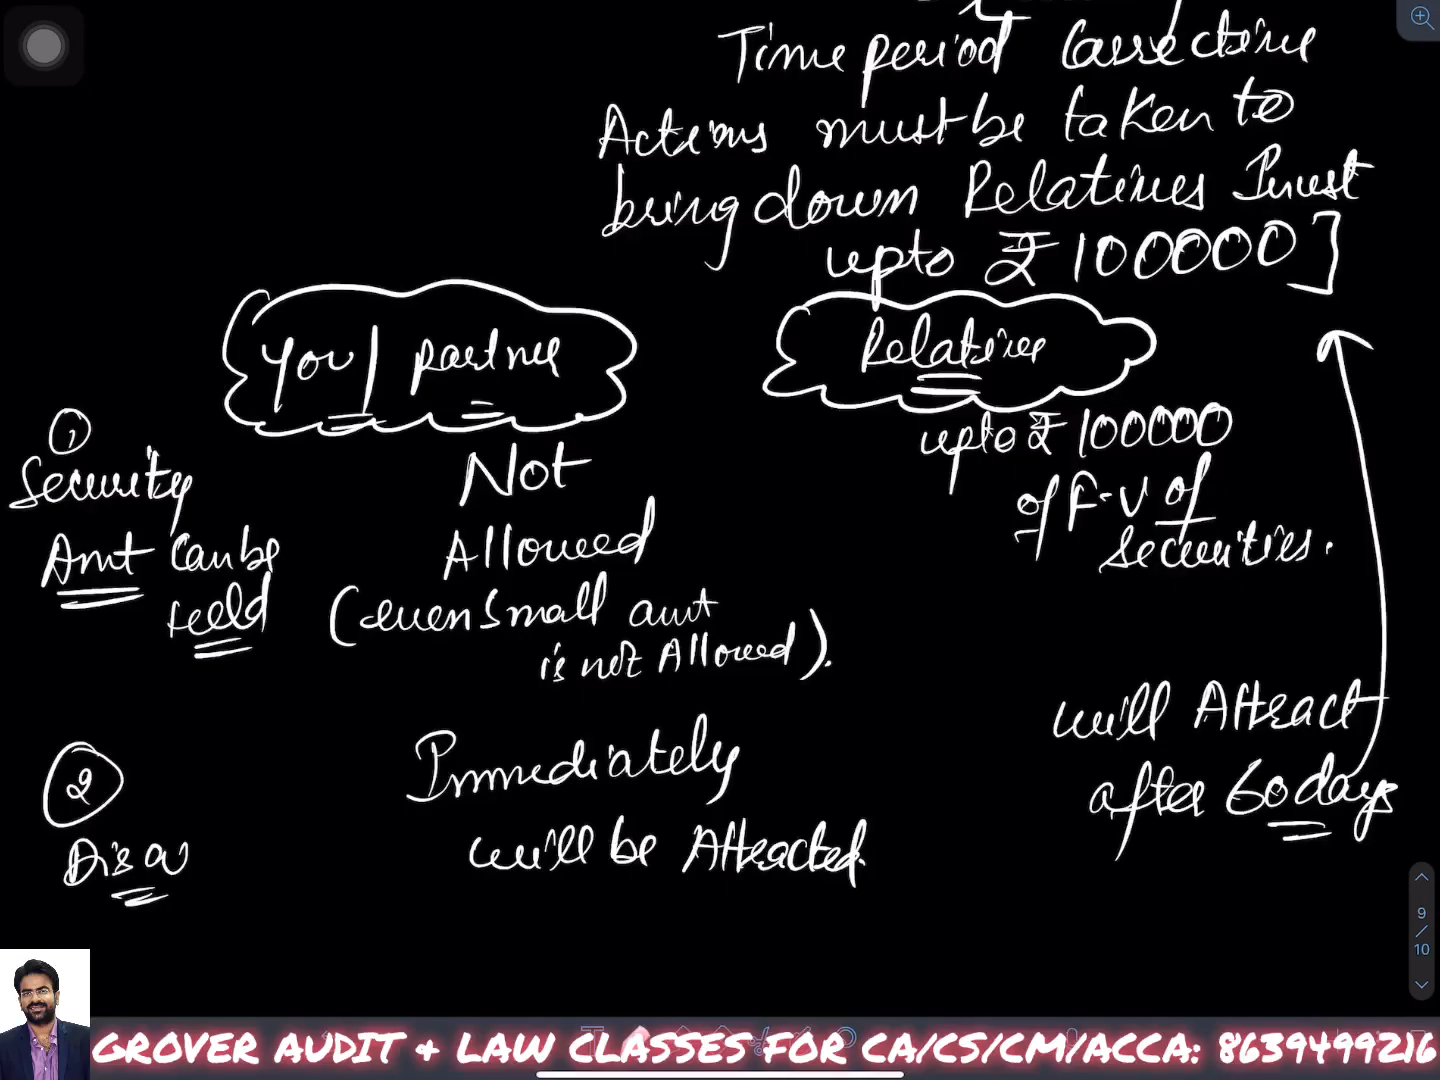 Time period Corrective
Actions must be taken to
bring down Relatives Invest
upto ₹ 100000]
You / partner
Relatives
①
Security
Amt Can be
held
Not
Allowed
(even Small amt
is not Allowed).
upto ₹ 100000
of F.V of
Securities.
②
Disq
Immediately
will be Attracted.
will Attract
after 60 days
9
/
10
GROVER AUDIT & LAW CLASSES FOR CA/CS/CM/ACCA: 8639499216